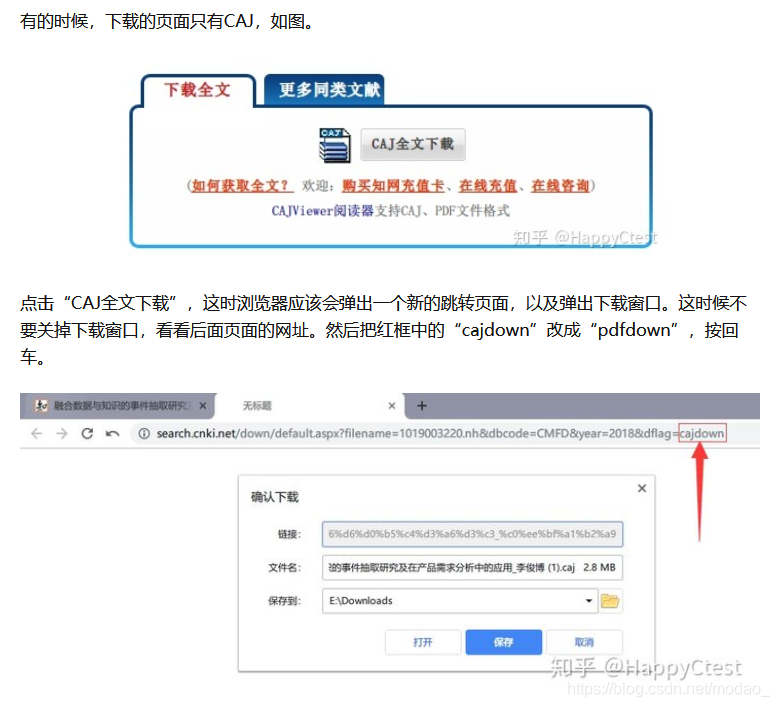 有的时候，下载的页面只有CAJ，如图。
下载全文 更多同类文献
CAJ CAJ全文下载
(如何获取全文？ 欢迎：购买知网充值卡、在线充值、在线咨询)
CAJViewer阅读器支持CAJ、PDF文件格式
知乎 @HappyCtest
点击“CAJ全文下载”，这时浏览器应该会弹出一个新的跳转页面，以及弹出下载窗口。这时候不
要关掉下载窗口，看看后面页面的网址。然后把红框中的“cajdown”改成“pdfdown”，按回
车。
融合数据与知识的事件抽取研究 × 无标题 × +
search.cnki.net/down/default.aspx?filename=1019003220.nh&dbcode=CMFD&year=2018&dflag=cajdown
确认下载 ×
链接： 6%d6%d0%b5%c4%d3%a6%d3%c3_%c0%ee%bf%a1%b2%a9
文件名： 的事件抽取研究及在产品需求分析中的应用_李俊博 (1).caj 2.8 MB
保存到： E:\Downloads
打开 保存 取消
知乎 @HappyCtest
https://blog.csdn.net/modao_